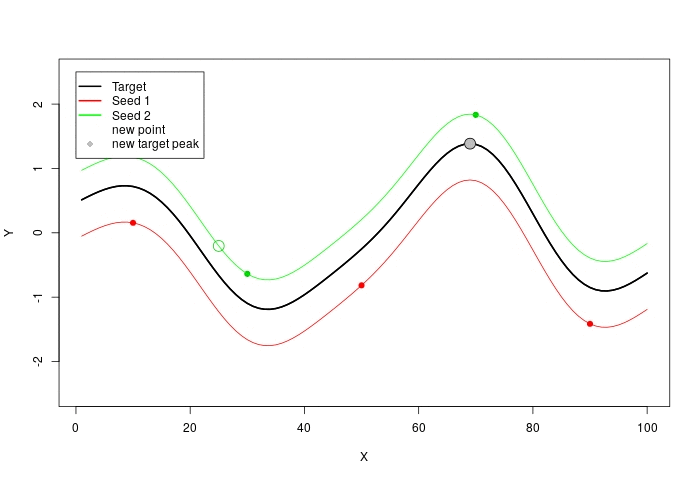 Target
Seed 1
Seed 2
new point
new target peak
2
1
0
-1
-2
Y
0 20 40 60 80 100
X